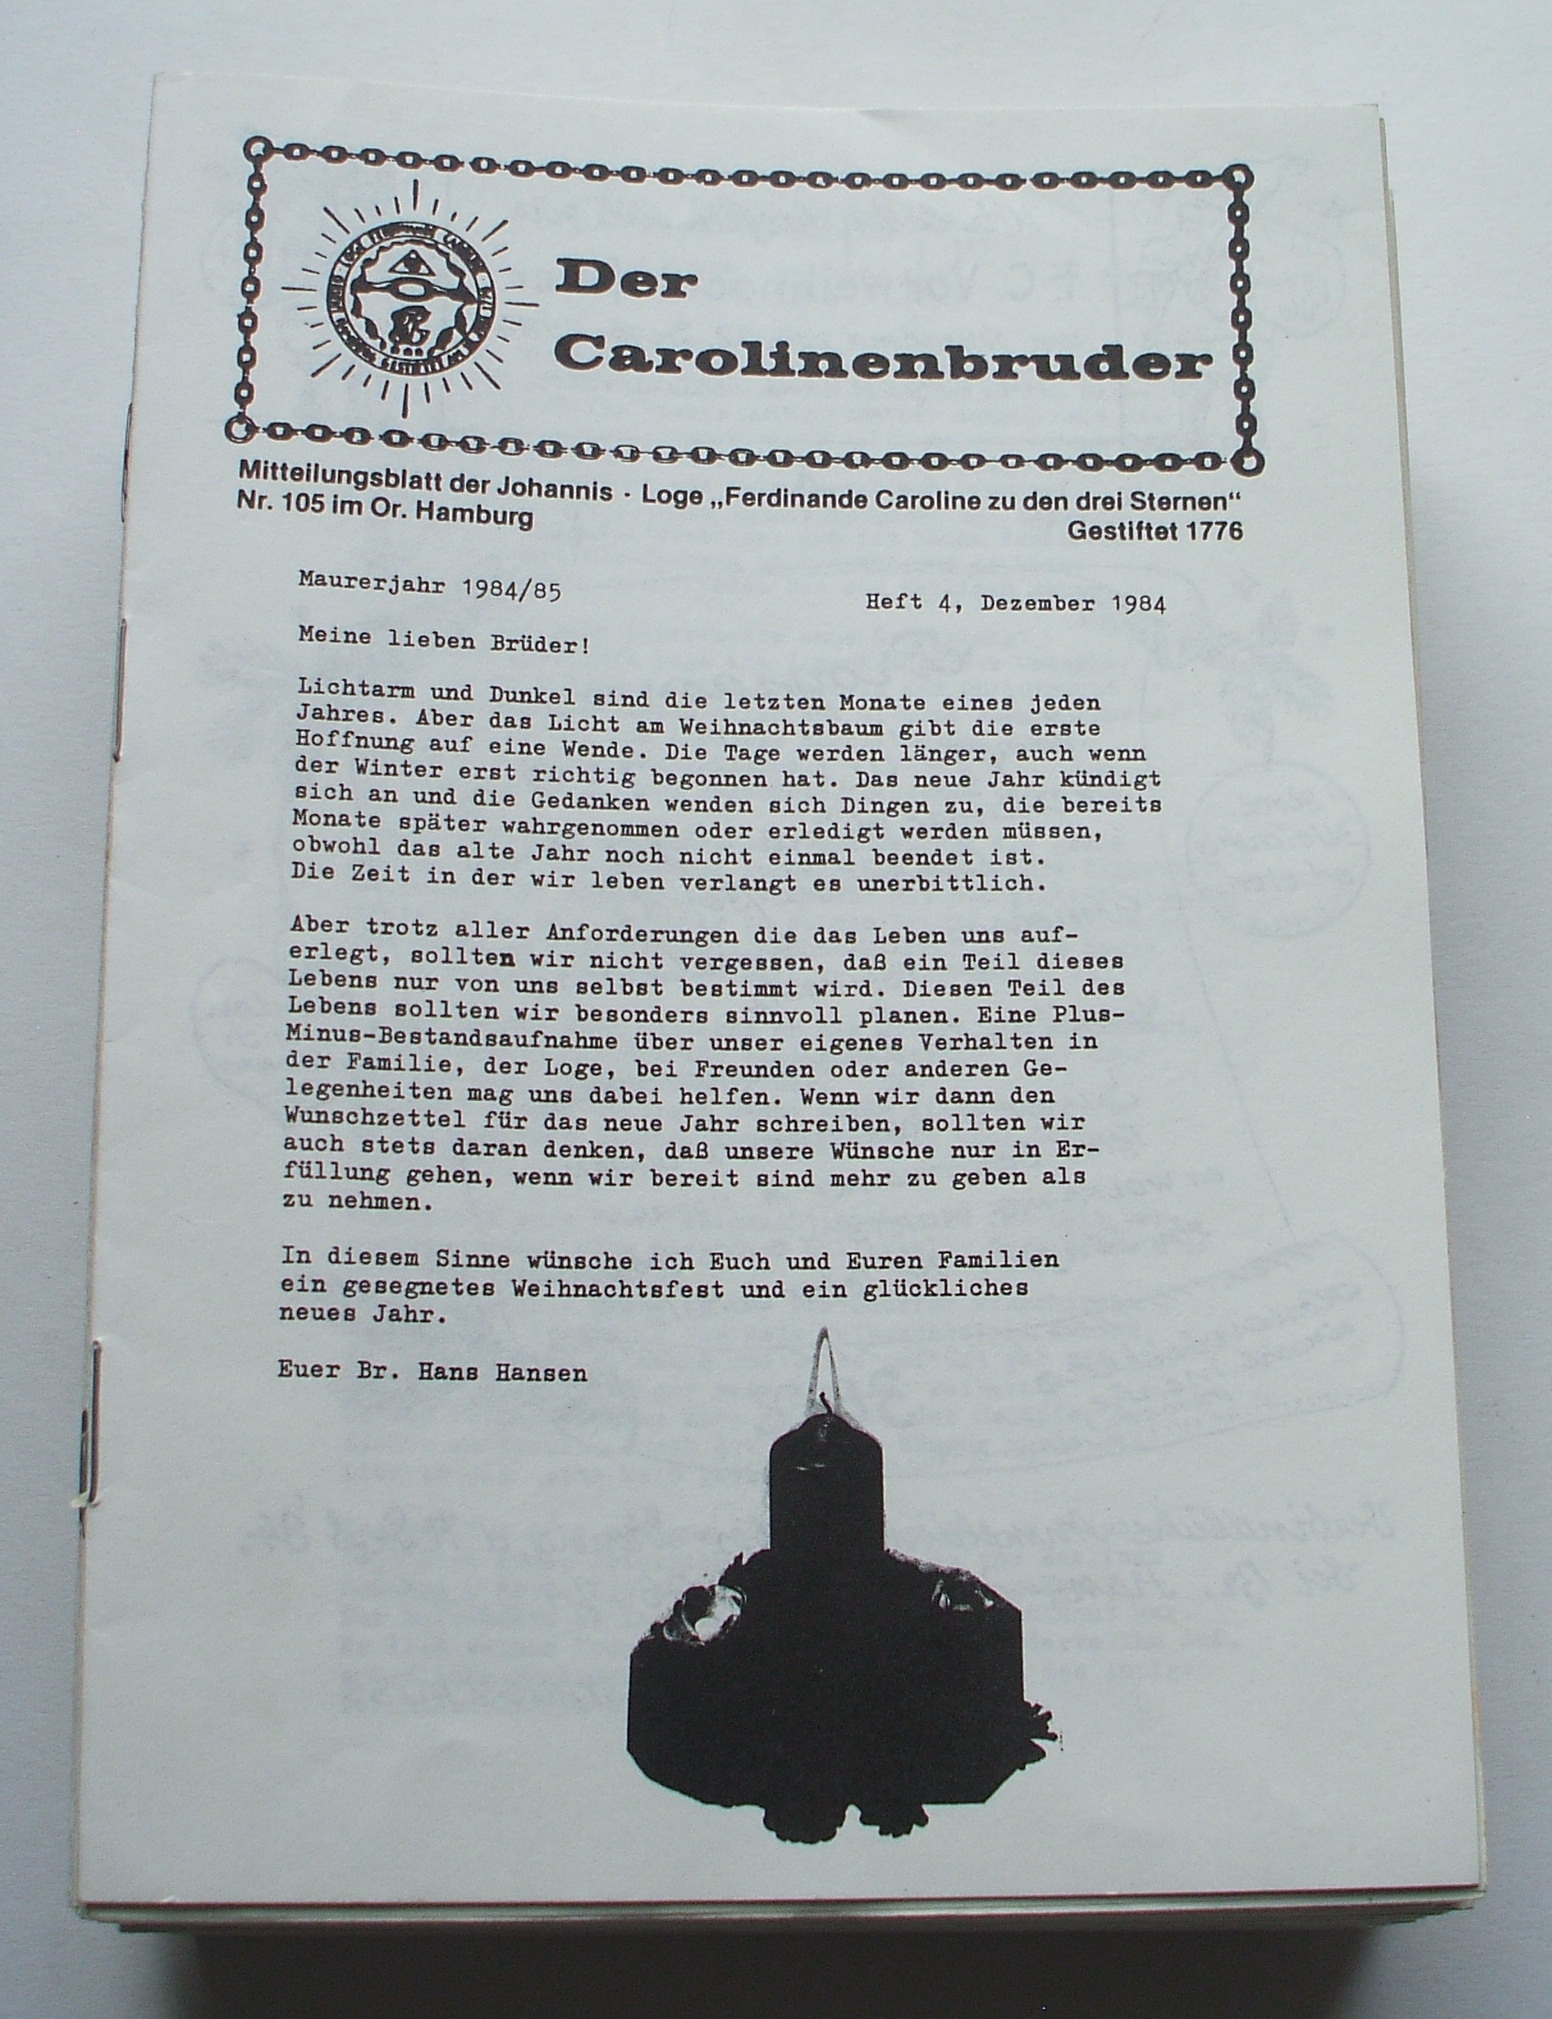 LOGE FERDINANDE CAROLINE
GESTIFTET AM
Der
Carolinenbruder
Mitteilungsblatt der Johannis - Loge „Ferdinande Caroline zu den drei Sternen“
Nr. 105 im Or. Hamburg
Gestiftet 1776
Maurerjahr 1984/85
Heft 4, Dezember 1984
Meine lieben Brüder!
Lichtarm und Dunkel sind die letzten Monate eines jeden
Jahres. Aber das Licht am Weihnachtsbaum gibt die erste
Hoffnung auf eine Wende. Die Tage werden länger, auch wenn
der Winter erst richtig begonnen hat. Das neue Jahr kündigt
sich an und die Gedanken wenden sich Dingen zu, die bereits
Monate später wahrgenommen oder erledigt werden müssen,
obwohl das alte Jahr noch nicht einmal beendet ist.
Die Zeit in der wir leben verlangt es unerbittlich.
Aber trotz aller Anforderungen die das Leben uns auf-
erlegt, sollten wir nicht vergessen, daß ein Teil dieses
Lebens nur von uns selbst bestimmt wird. Diesen Teil des
Lebens sollten wir besonders sinnvoll planen. Eine Plus-
Minus-Bestandsaufnahme über unser eigenes Verhalten in
der Familie, der Loge, bei Freunden oder anderen Ge-
legenheiten mag uns dabei helfen. Wenn wir dann den
Wunschzettel für das neue Jahr schreiben, sollten wir
auch stets daran denken, daß unsere Wünsche nur in Er-
füllung gehen, wenn wir bereit sind mehr zu geben als
zu nehmen.
In diesem Sinne wünsche ich Euch und Euren Familien
ein gesegnetes Weihnachtsfest und ein glückliches
neues Jahr.
Euer Br. Hans Hansen